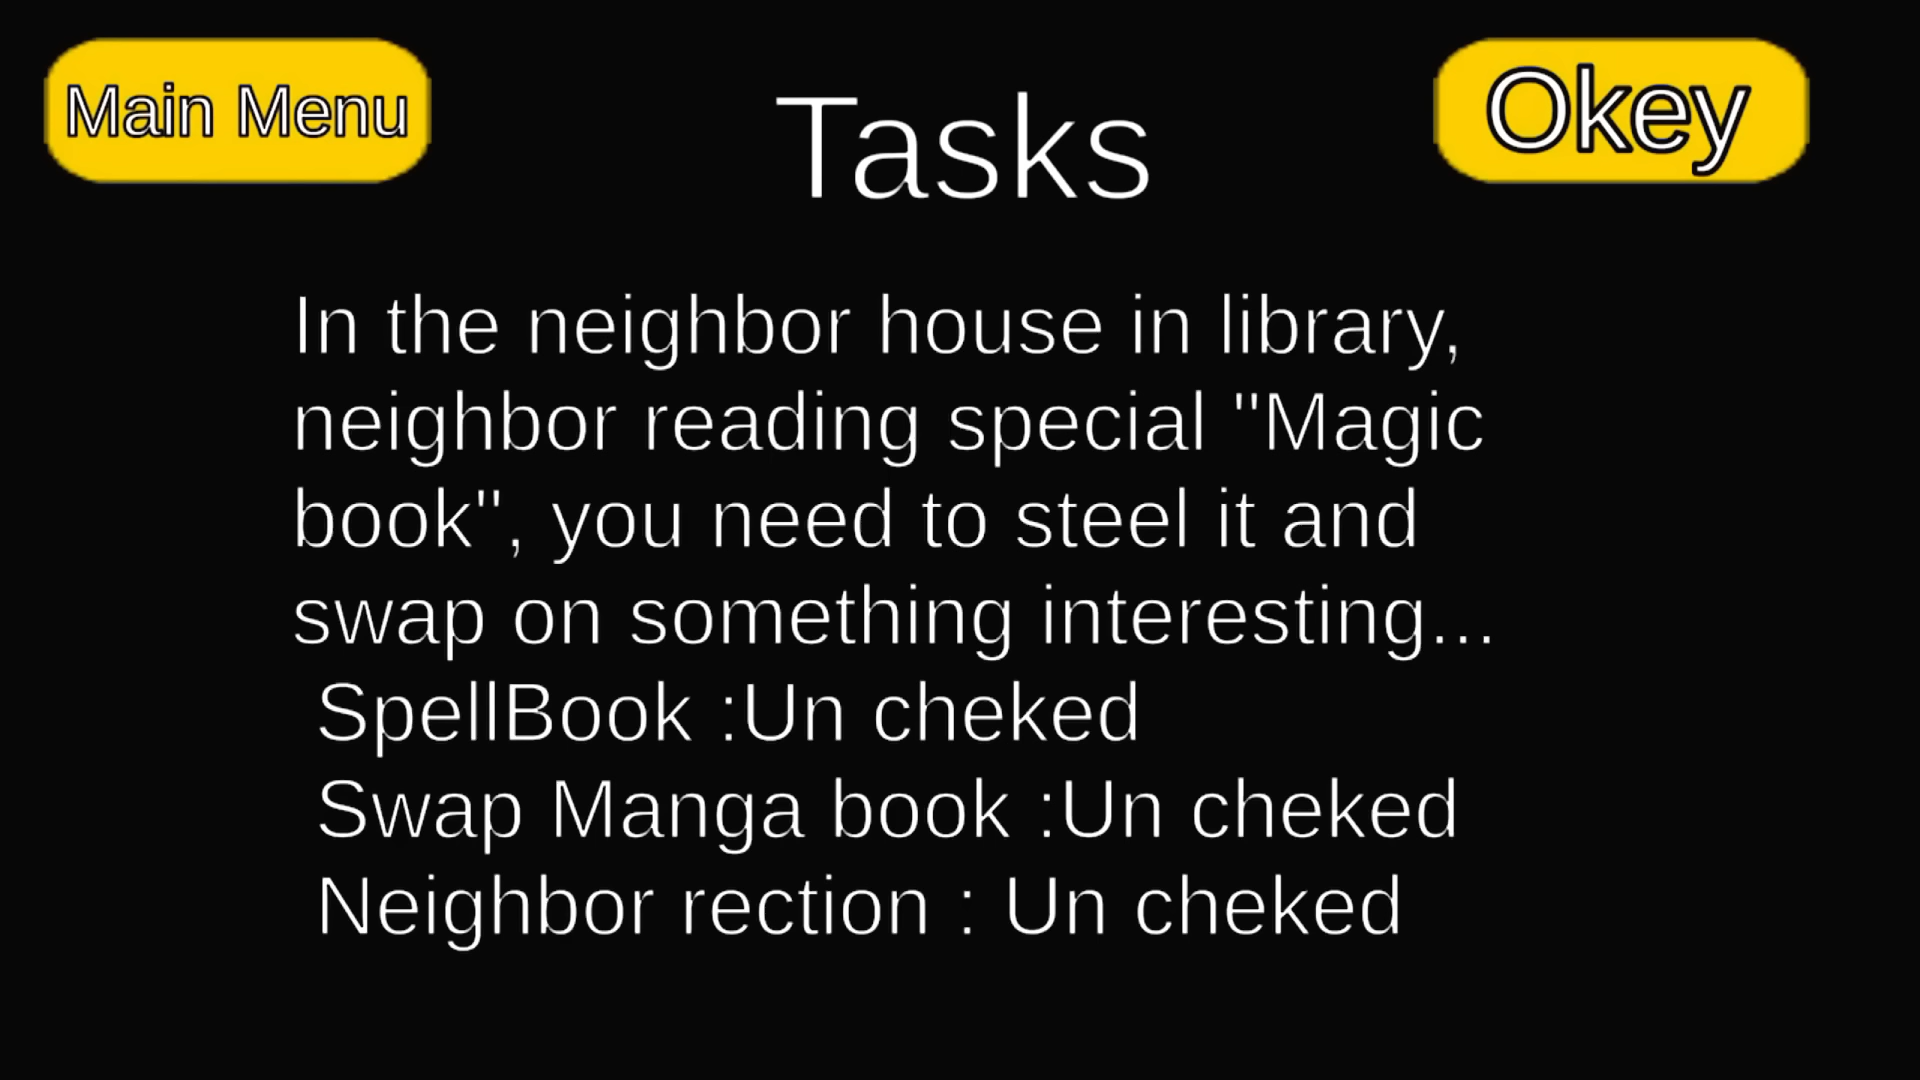 Main Menu
Tasks
Okey
In the neighbor house in library,
neighbor reading special "Magic
book", you need to steel it and
swap on something interesting...
SpellBook :Un cheked
Swap Manga book :Un cheked
Neighbor rection : Un cheked